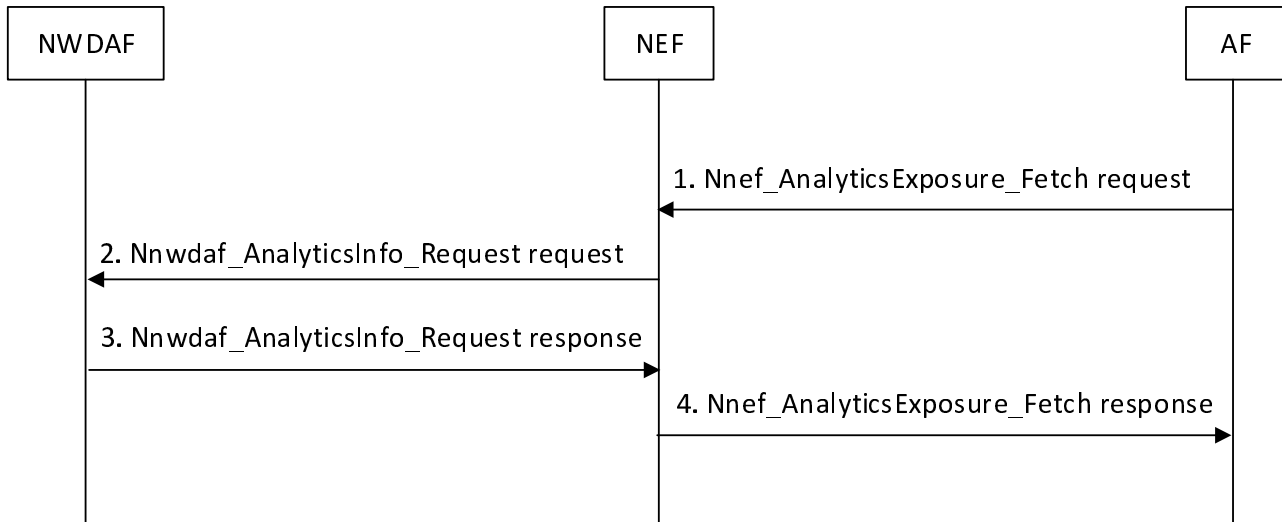 NWDAF
NEF
AF
1. Nnef_AnalyticsExposure_Fetch request
2. Nnwdaf_AnalyticsInfo_Request request
3. Nnwdaf_AnalyticsInfo_Request response
4. Nnef_AnalyticsExposure_Fetch response